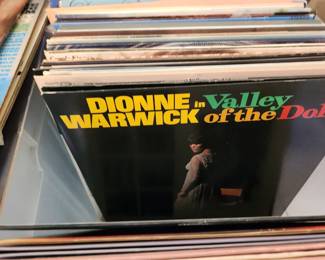 DIONNE in Valley
WARWICK of the Dol